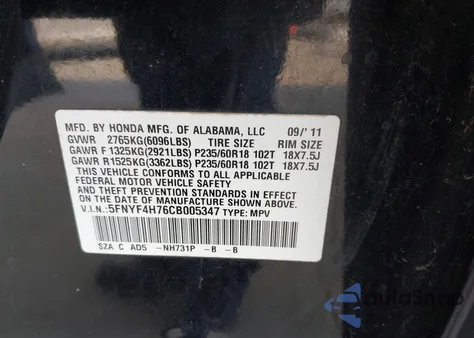 MFD. BY HONDA MFG. OF ALABAMA, LLC 09/'11
GVWR 2765KG(6096LBS) TIRE SIZE RIM SIZE
GAWR F 1325KG(2921LBS) P235/60R18 102T 18X7.5J
GAWR R 1525KG(3362LBS) P235/60R18 102T 18X7.5J
THIS VEHICLE CONFORMS TO ALL APPLICABLE
FEDERAL MOTOR VEHICLE SAFETY
STANDARDS IN EFFECT ON THE
DATE OF MANUFACTURE SHOWN ABOVE.
V.I.N.: 5FNYF4H76CB005347 TYPE: MPV
SZA C AD5 -NH731P -B -B
AutoSnap